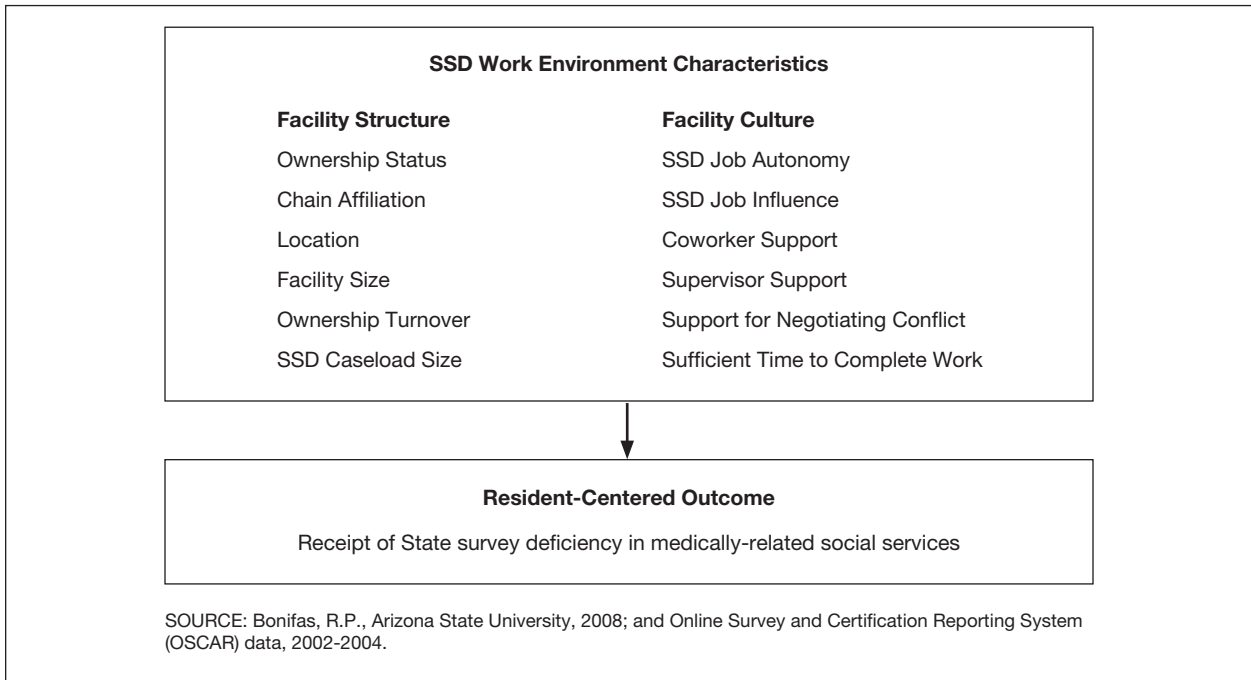 SSD Work Environment Characteristics
Facility Structure
Ownership Status
Chain Affiliation
Location
Facility Size
Ownership Turnover
SSD Caseload Size
Facility Culture
SSD Job Autonomy
SSD Job Influence
Coworker Support
Supervisor Support
Support for Negotiating Conflict
Sufficient Time to Complete Work
Resident-Centered Outcome
Receipt of State survey deficiency in medically-related social services
SOURCE: Bonifas, R.P., Arizona State University, 2008; and Online Survey and Certification Reporting System
(OSCAR) data, 2002-2004.